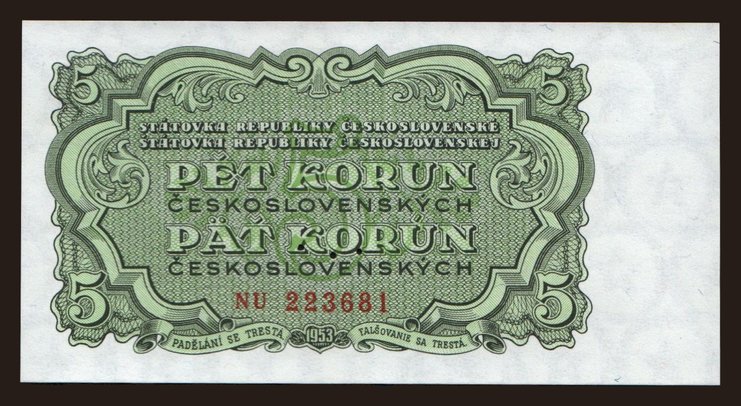 5 5
STÁTOVKA REPUBLIKY ČESKOSLOVENSKÉ
STÁTOVKA REPUBLIKY ČESKOSLOVENSKEJ
PĚT KORUN
ČESKOSLOVENSKÝCH
PÄŤ KORÚN
ČESKOSLOVENSKÝCH
NU 223681
5 5
PADĚLÁNÍ SE TRESTÁ 1953 FALŠOVANIE SA TRESTÁ.